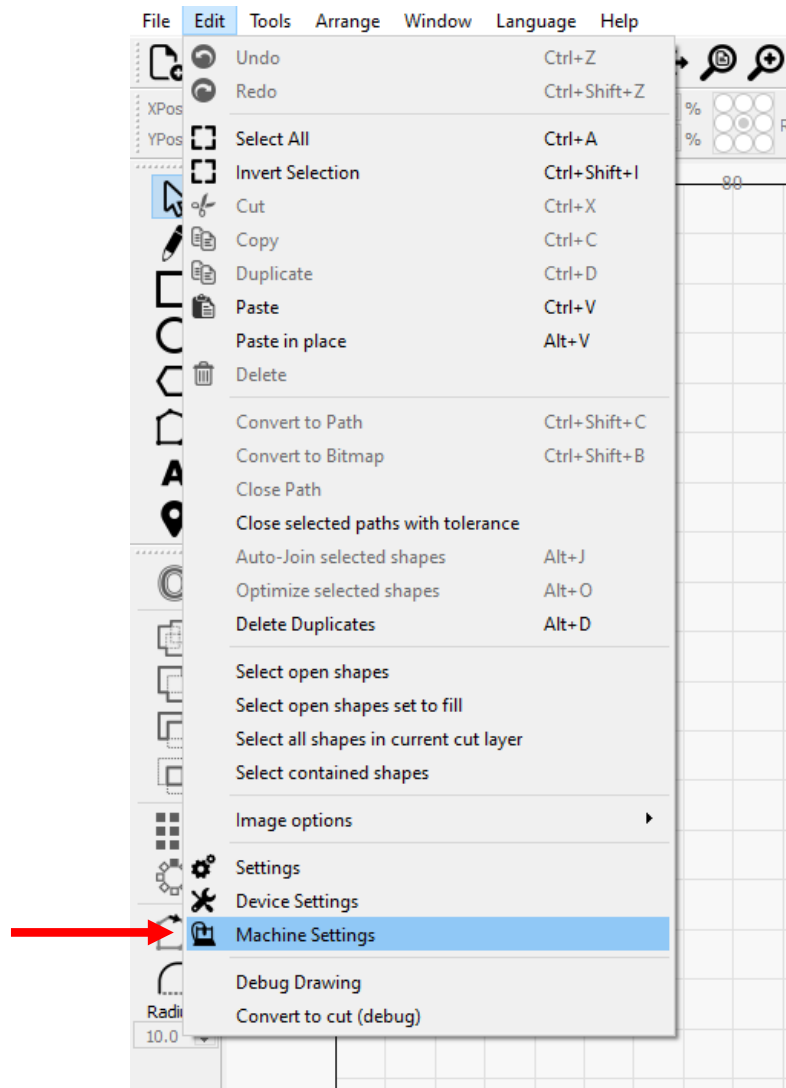 File Edit Tools Arrange Window Language Help
Undo Ctrl+Z
Redo Ctrl+Shift+Z
XPos %
YPos %
Select All Ctrl+A
Invert Selection Ctrl+Shift+I
80
Cut Ctrl+X
Copy Ctrl+C
Duplicate Ctrl+D
Paste Ctrl+V
Paste in place Alt+V
Delete
Convert to Path Ctrl+Shift+C
Convert to Bitmap Ctrl+Shift+B
Close Path
Close selected paths with tolerance
Auto-Join selected shapes Alt+J
Optimize selected shapes Alt+O
Delete Duplicates Alt+D
Select open shapes
Select open shapes set to fill
Select all shapes in current cut layer
Select contained shapes
Image options
Settings
Device Settings
Machine Settings
Debug Drawing
Convert to cut (debug)
10.0